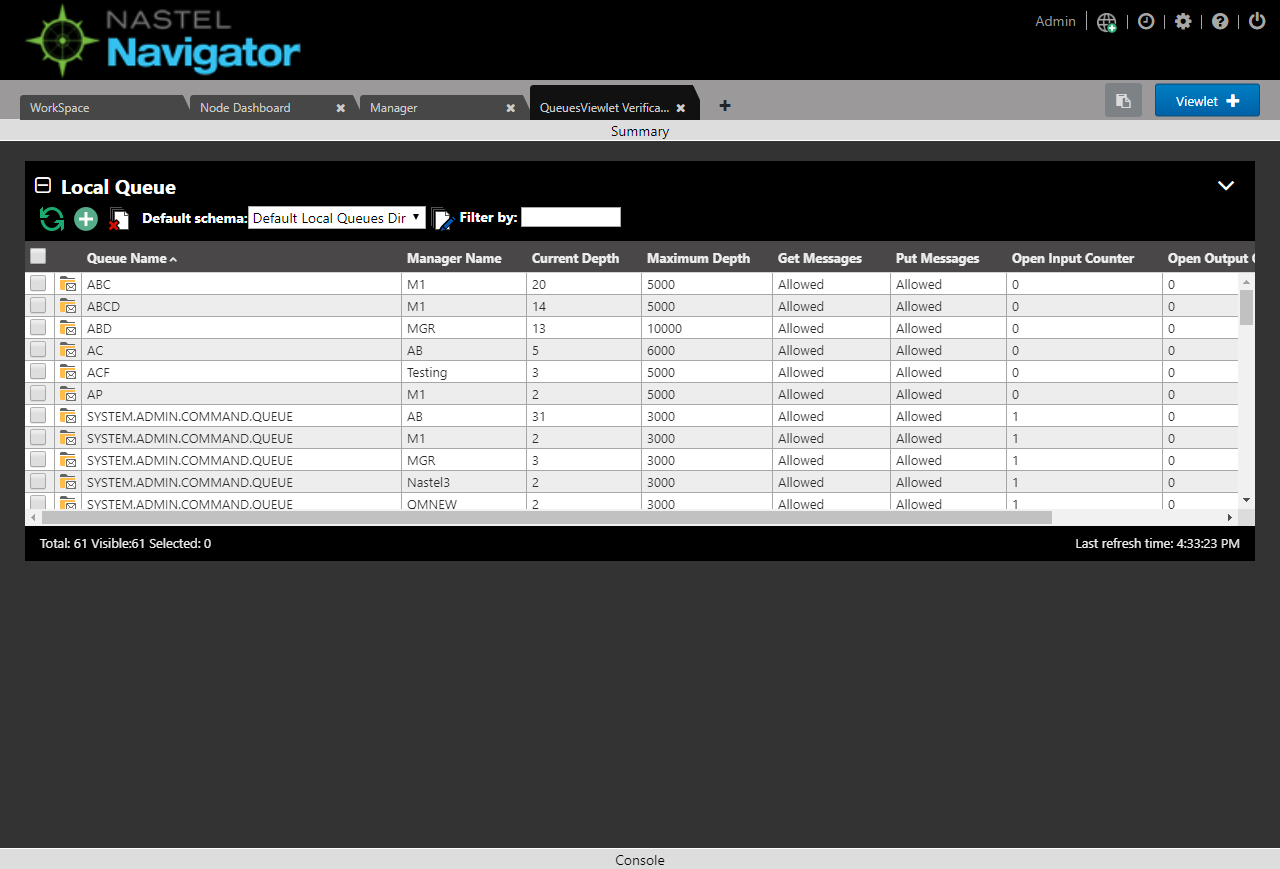 NASTEL
Navigator
Admin
WorkSpace Node Dashboard Manager QueuesViewlet Verifica... Viewlet
Summary
Local Queue
Default schema: Default Local Queues Dir Filter by:
Queue Name Manager Name Current Depth Maximum Depth Get Messages Put Messages Open Input Counter Open Output
ABC M1 20 5000 Allowed Allowed 0 0
ABCD M1 14 5000 Allowed Allowed 0 0
ABD MGR 13 10000 Allowed Allowed 0 0
AC AB 5 6000 Allowed Allowed 0 0
ACF Testing 3 5000 Allowed Allowed 0 0
AP M1 2 5000 Allowed Allowed 0 0
SYSTEM.ADMIN.COMMAND.QUEUE AB 31 3000 Allowed Allowed 1 0
SYSTEM.ADMIN.COMMAND.QUEUE M1 2 3000 Allowed Allowed 1 0
SYSTEM.ADMIN.COMMAND.QUEUE MGR 3 3000 Allowed Allowed 1 0
SYSTEM.ADMIN.COMMAND.QUEUE Nastel3 2 3000 Allowed Allowed 1 0
SYSTEM.ADMIN.COMMAND.QUEUE QMNEW 2 3000 Allowed Allowed 1 0
Total: 61 Visible:61 Selected: 0 Last refresh time: 4:33:23 PM
Console